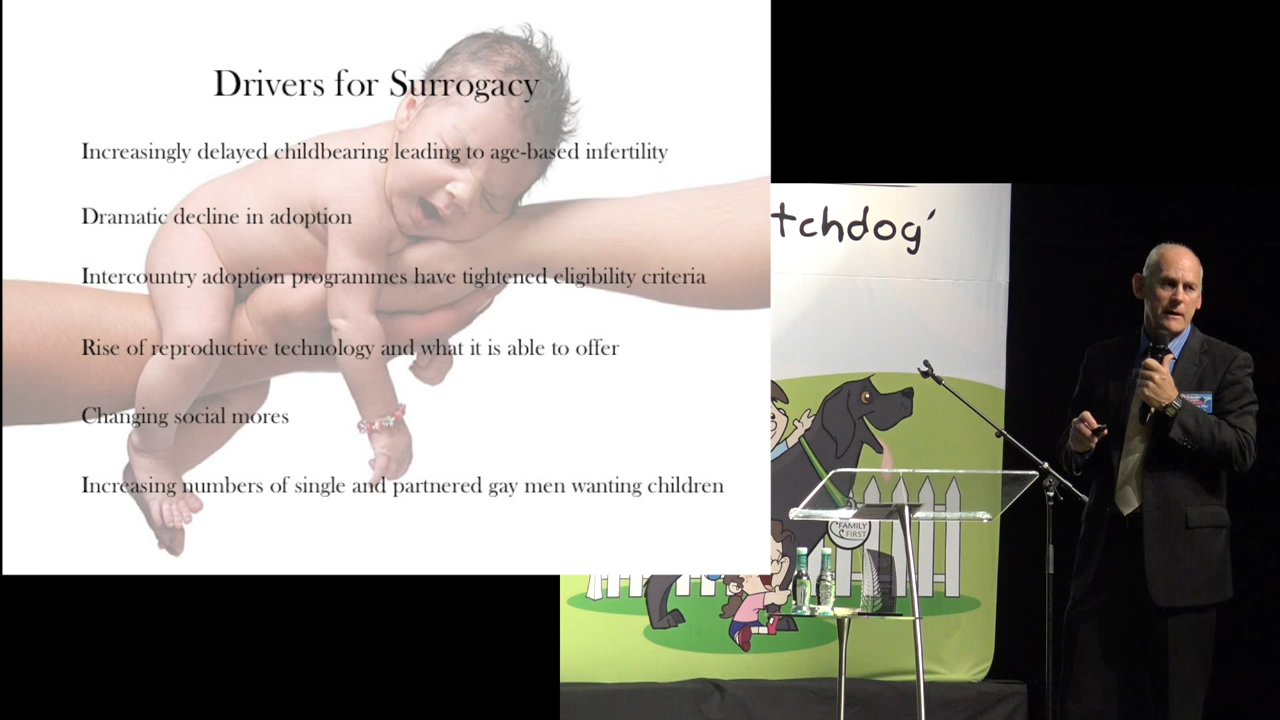 Drivers for Surrogacy
Increasingly delayed childbearing leading to age-based infertility
Dramatic decline in adoption
Intercountry adoption programmes have tightened eligibility criteria
Rise of reproductive technology and what it is able to offer
Changing social mores
Increasing numbers of single and partnered gay men wanting children
tchdog'
FAMILY
FIRST